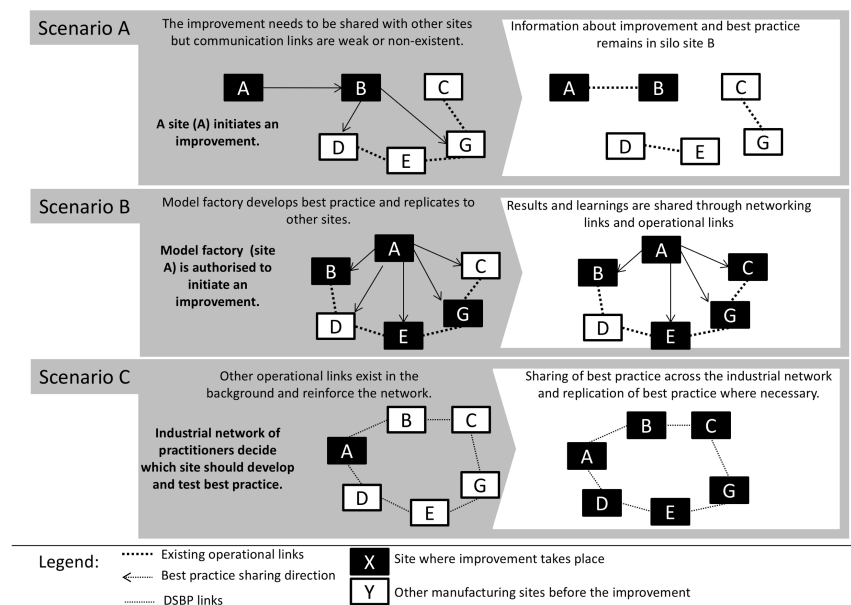 Scenario A
The improvement needs to be shared with other sites
but communication links are weak or non-existent.
A
B
C
D
E
G
A site (A) initiates an
improvement.
Information about improvement and best practice
remains in silo site B
A
B
C
D
E
G
Scenario B
Model factory develops best practice and replicates to
other sites.
Model factory (site
A) is authorised to
initiate an
improvement.
A
B
C
D
E
G
Results and learnings are shared through networking
links and operational links
A
B
C
D
E
G
Scenario C
Other operational links exist in the
background and reinforce the network.
Industrial network of
practitioners decide
which site should develop
and test best practice.
B
C
A
D
E
G
Sharing of best practice across the industrial network
and replication of best practice where necessary.
B
C
A
D
E
G
Legend:
Existing operational links
Best practice sharing direction
DSBP links
X
Site where improvement takes place
Y
Other manufacturing sites before the improvement